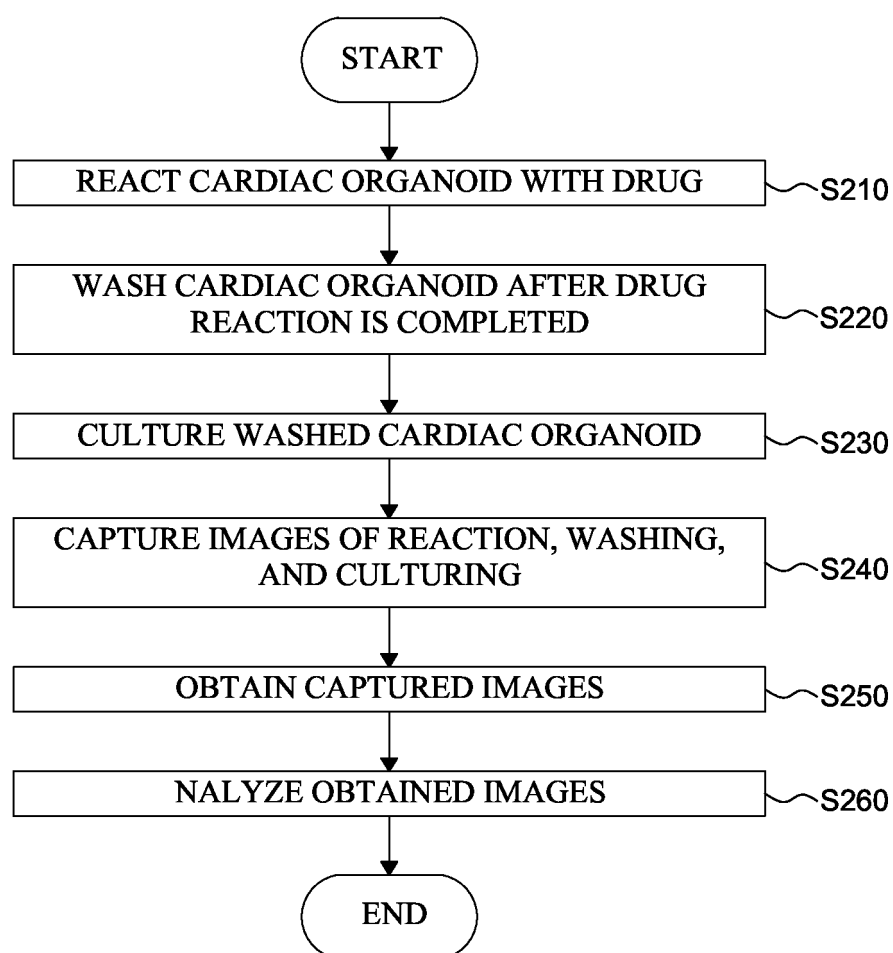 START
REACT CARDIAC ORGANOID WITH DRUG
S210
WASH CARDIAC ORGANOID AFTER DRUG
REACTION IS COMPLETED
S220
CULTURE WASHED CARDIAC ORGANOID
S230
CAPTURE IMAGES OF REACTION, WASHING,
AND CULTURING
S240
OBTAIN CAPTURED IMAGES
S250
NALYZE OBTAINED IMAGES
S260
END